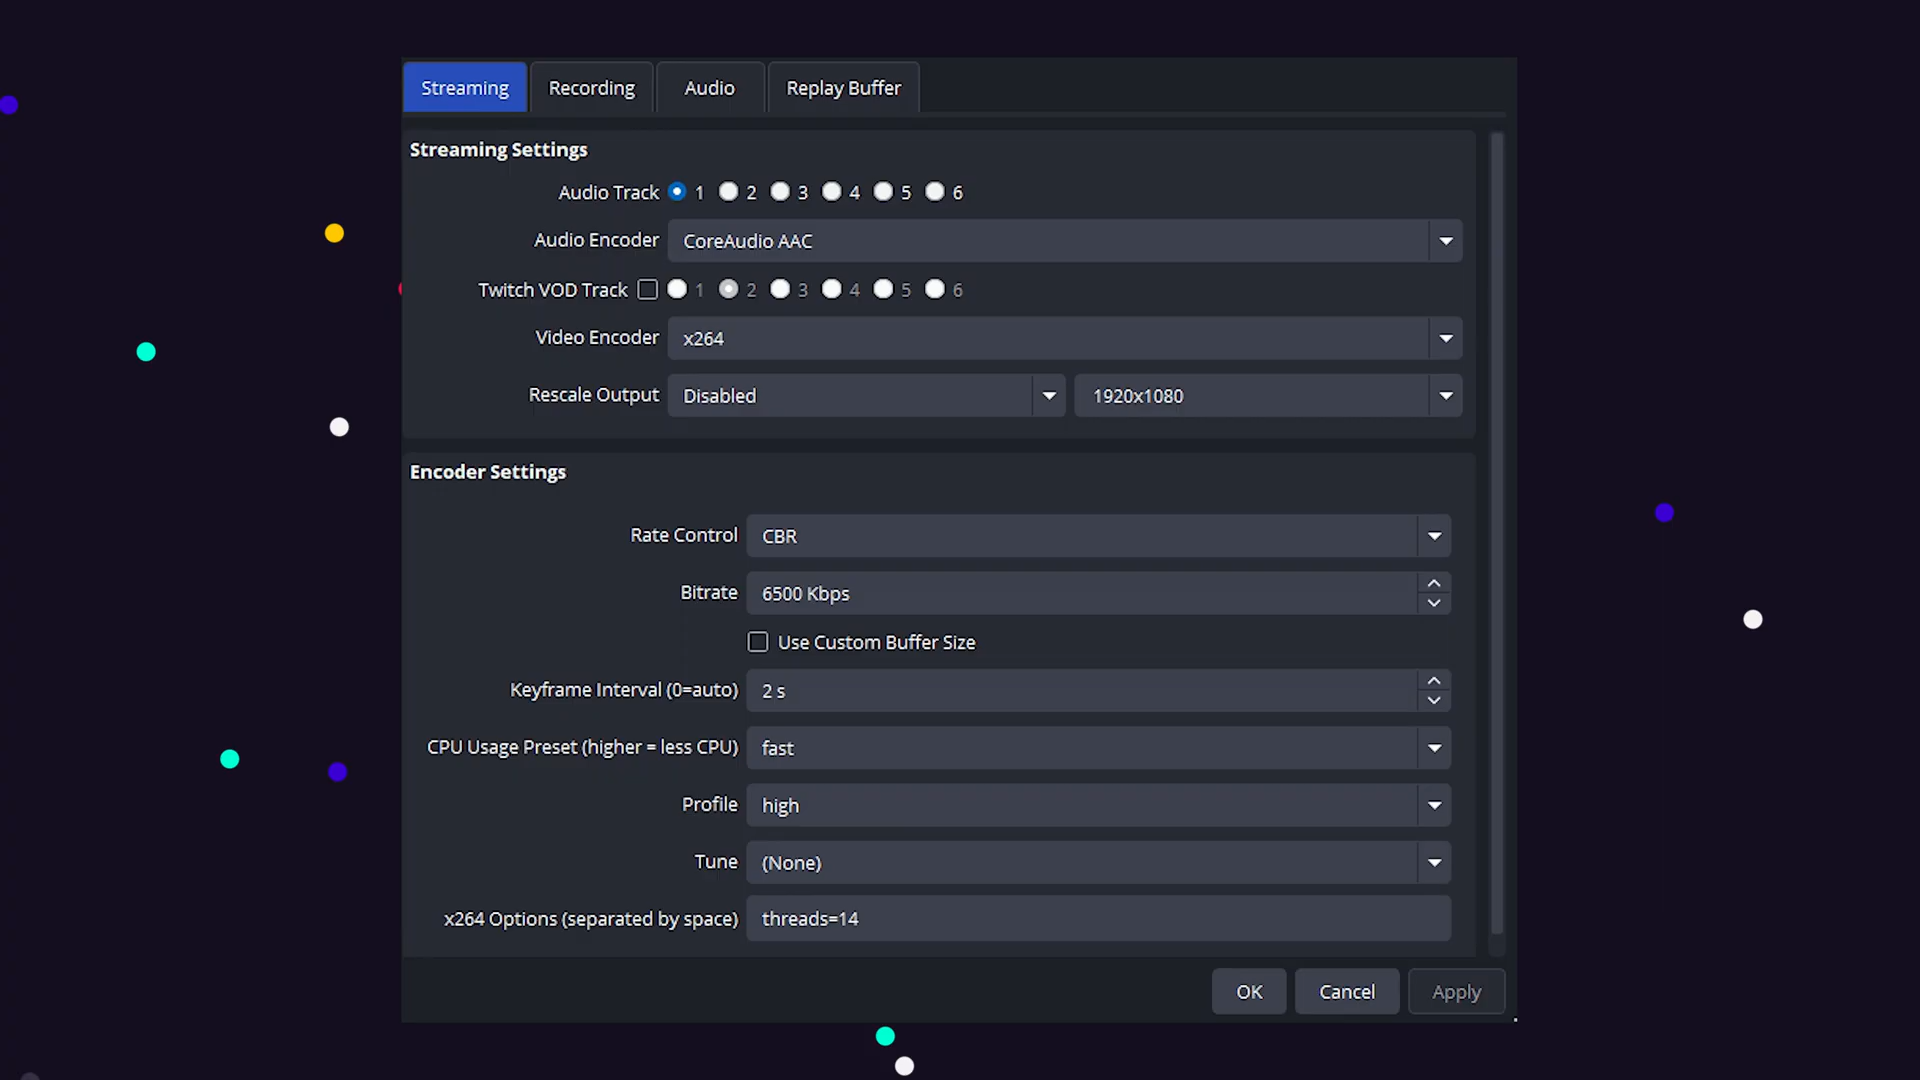 Streaming Recording Audio Replay Buffer
Streaming Settings
Audio Track 1 2 3 4 5 6
Audio Encoder CoreAudio AAC
Twitch VOD Track 1 2 3 4 5 6
Video Encoder x264
Rescale Output Disabled 1920x1080
Encoder Settings
Rate Control CBR
Bitrate 6500 Kbps
Use Custom Buffer Size
Keyframe Interval (0=auto) 2 s
CPU Usage Preset (higher = less CPU) fast
Profile high
Tune (None)
x264 Options (separated by space) threads=14
OK Cancel Apply